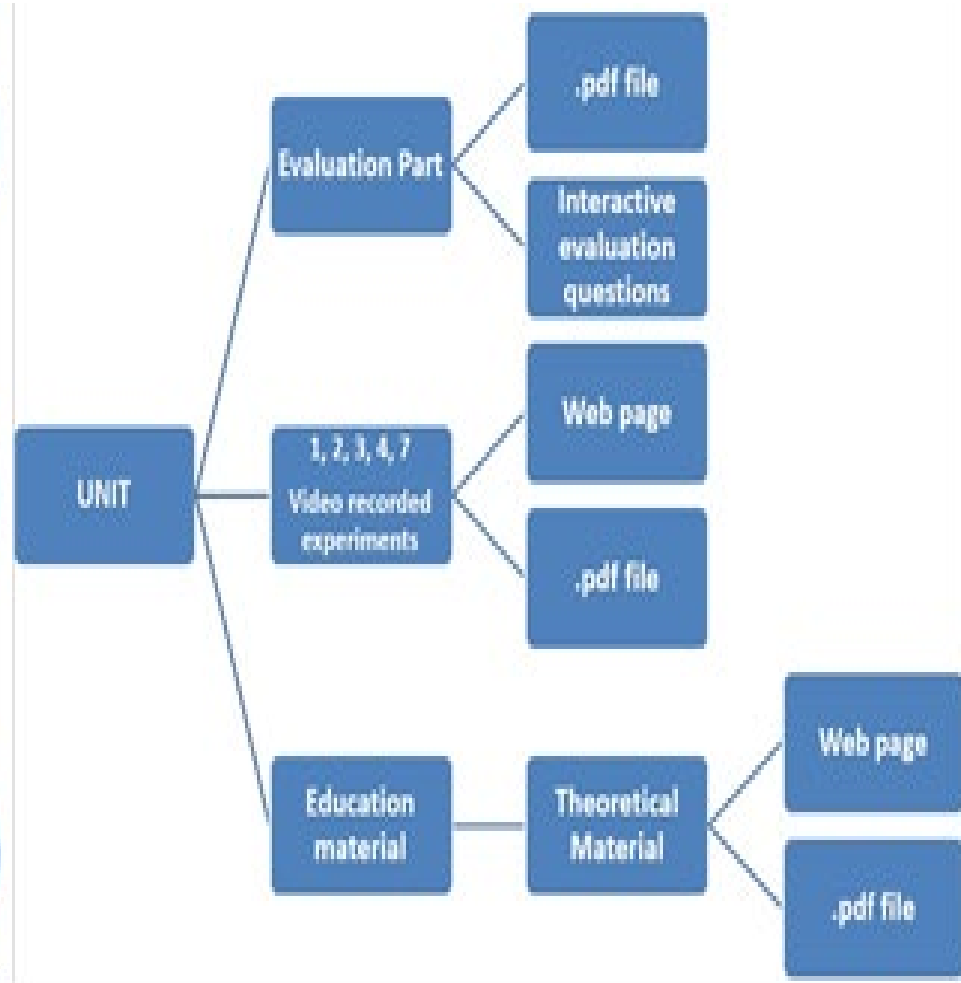 .pdf file
Evaluation Part
Interactive
evaluation
questions
Web page
UNIT
1, 2, 3, 4, 7
Video recorded
experiments
.pdf file
Web page
Education
material
Theoretical
Material
.pdf file